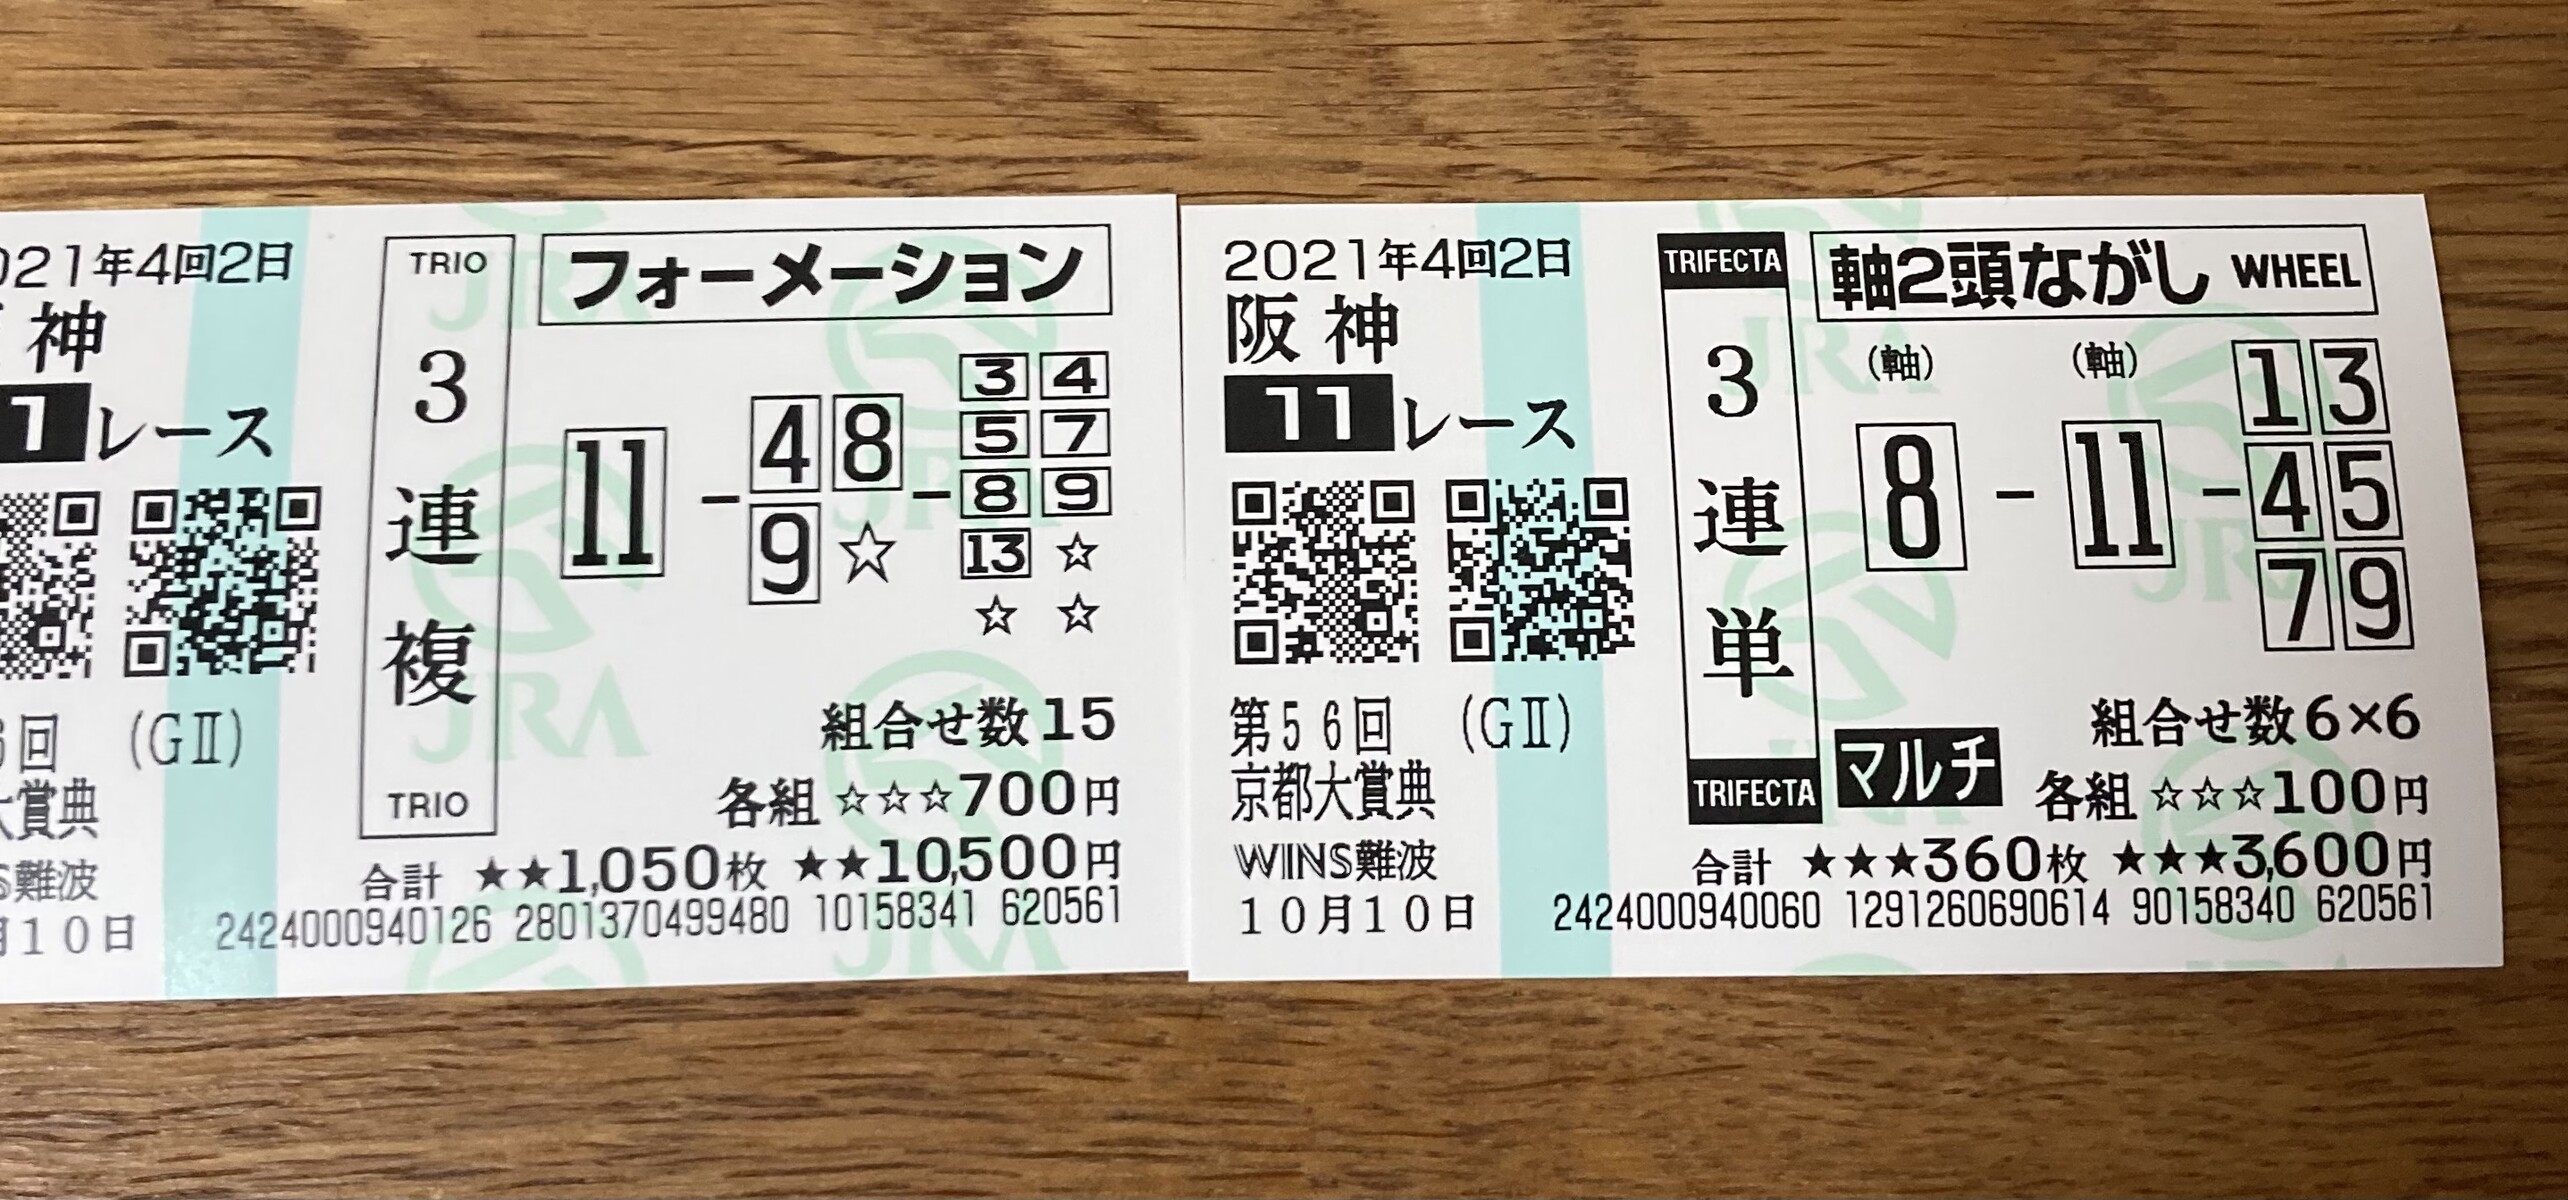 021年4回2日
神
1レース
回 (GⅡ)
大賞典
S難波
月10日
TRIO
3連複
TRIO
フォーメーション
11 - 4 8 9 ☆ - 3 4 5 7 8 9 13 ☆ ☆ ☆
組合せ数15
各組 ☆☆☆700円
合計 ★★1,050枚 ★★10,500円
2424000940126 2801370499480 10158341 620561
2021年4回2日
阪神
11レース
第56回 (GⅡ)
京都大賞典
WINS難波
10月10日
TRIFECTA
3連単
TRIFECTA
軸2頭ながし WHEEL
(軸) (軸)
8 - 11 - 1 3 4 5 7 9
組合せ数6×6
マルチ 各組 ☆☆☆100円
合計 ★★★360枚 ★★★3,600円
2424000940060 1291260690614 90158340 620561
JRA